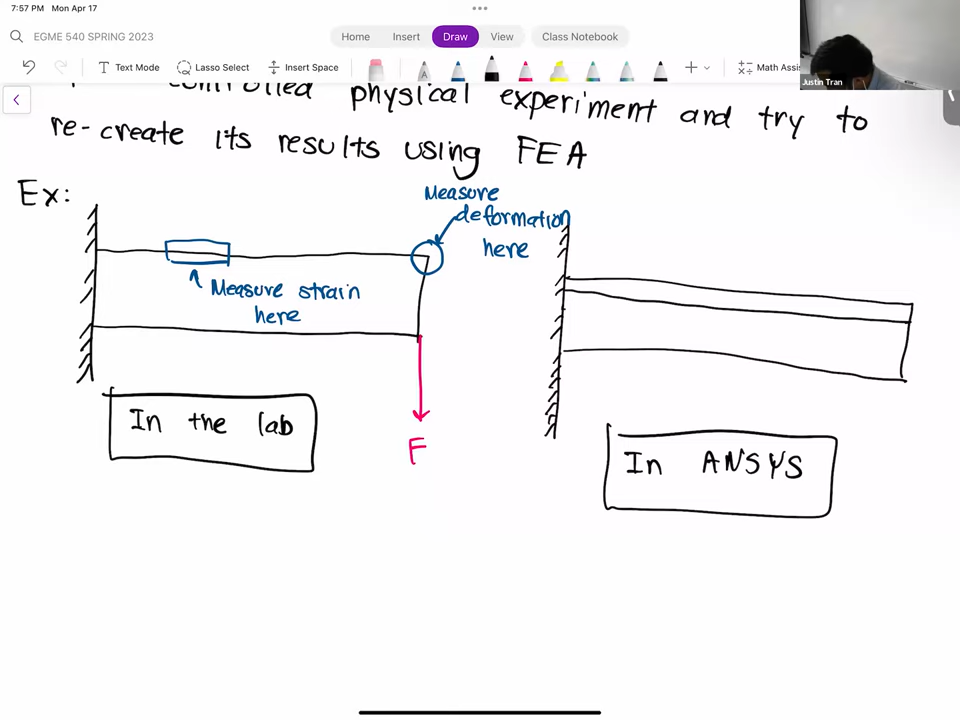 7:57 PM Mon Apr 17
EGME 540 SPRING 2023
Home Insert Draw View Class Notebook
Text Mode Lasso Select Insert Space Math Assis
Justin Tran
controlled physical experiment and try to
re-create its results using FEA
Ex:
Measure
deformation
here
Measure strain
here
In the lab
F
In ANSYS